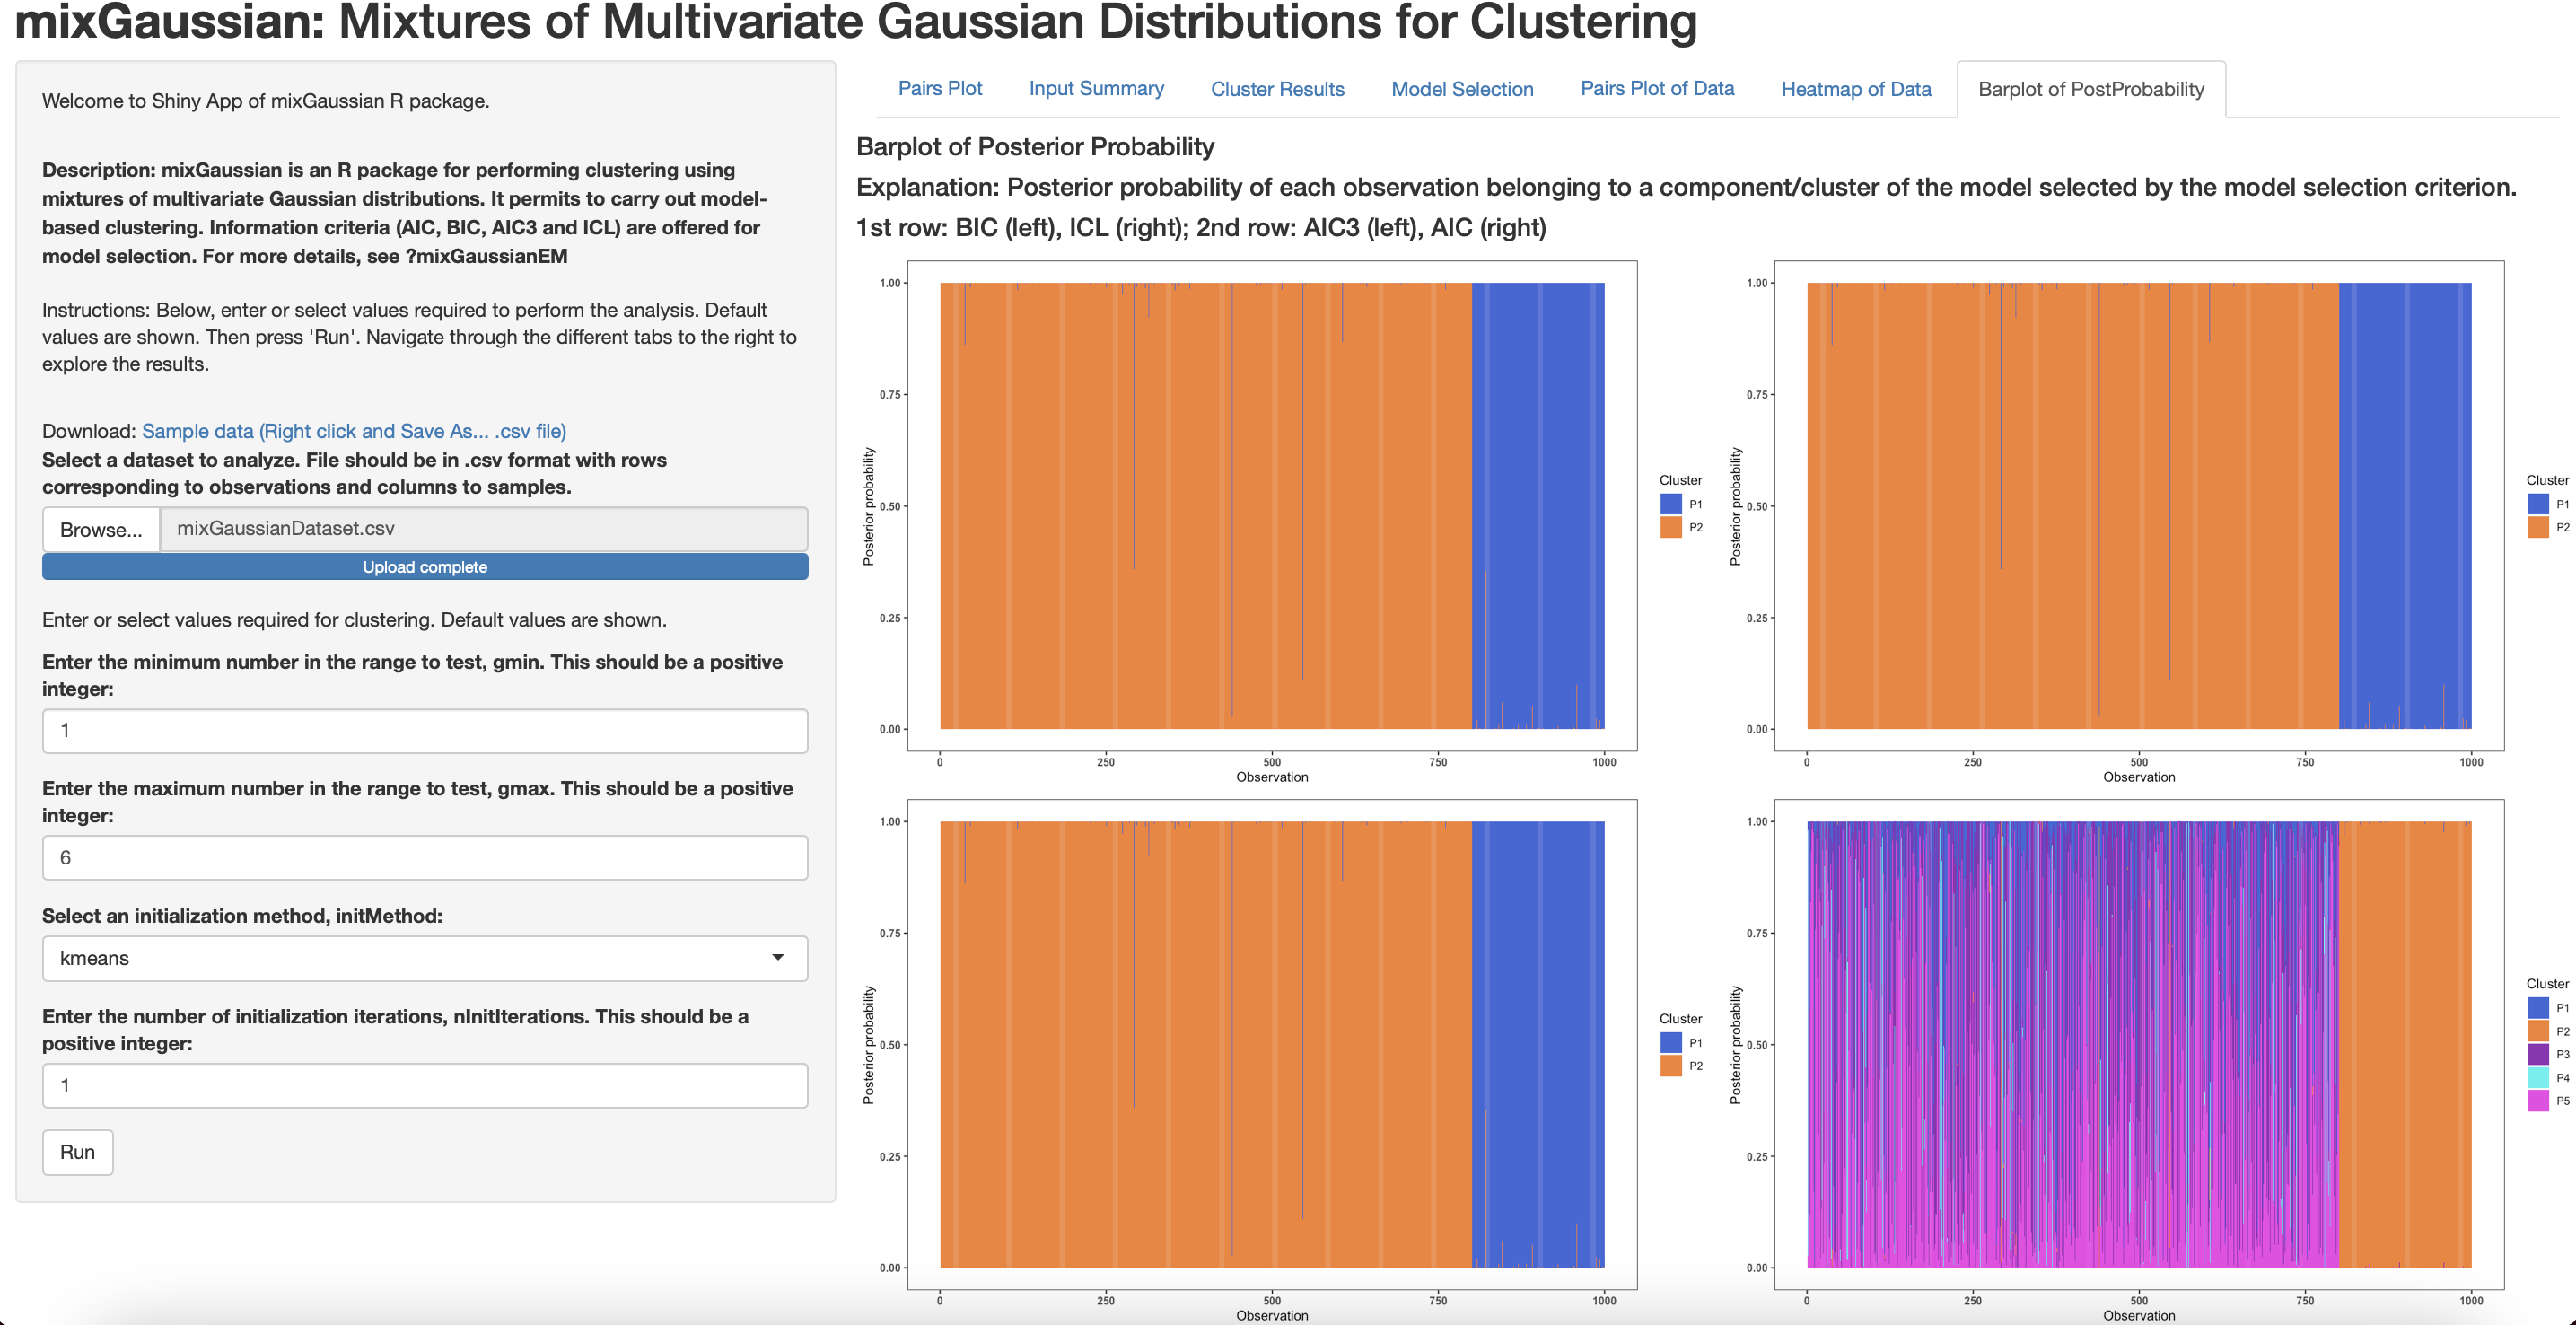 mixGaussian: Mixtures of Multivariate Gaussian Distributions for Clustering
Welcome to Shiny App of mixGaussian R package.
Description: mixGaussian is an R package for performing clustering using
mixtures of multivariate Gaussian distributions. It permits to carry out model-
based clustering. Information criteria (AIC, BIC, AIC3 and ICL) are offered for
model selection. For more details, see ?mixGaussianEM
Instructions: Below, enter or select values required to perform the analysis. Default
values are shown. Then press 'Run'. Navigate through the different tabs to the right to
explore the results.
Download: Sample data (Right click and Save As... .csv file)
Select a dataset to analyze. File should be in .csv format with rows
corresponding to observations and columns to samples.
Browse... mixGaussianDataset.csv
Upload complete
Enter or select values required for clustering. Default values are shown.
Enter the minimum number in the range to test, gmin. This should be a positive
integer:
1
Enter the maximum number in the range to test, gmax. This should be a positive
integer:
6
Select an initialization method, initMethod:
kmeans
Enter the number of initialization iterations, nInitIterations. This should be a
positive integer:
1
Run
Pairs Plot Input Summary Cluster Results Model Selection Pairs Plot of Data Heatmap of Data Barplot of PostProbability
Barplot of Posterior Probability
Explanation: Posterior probability of each observation belonging to a component/cluster of the model selected by the model selection criterion.
1st row: BIC (left), ICL (right); 2nd row: AIC3 (left), AIC (right)
1.00
0.75
0.50
0.25
0.00
Posterior probability
0 250 500 750 1000
Observation
Cluster
P1
P2
1.00
0.75
0.50
0.25
0.00
Posterior probability
0 250 500 750 1000
Observation
Cluster
P1
P2
1.00
0.75
0.50
0.25
0.00
Posterior probability
0 250 500 750 1000
Observation
Cluster
P1
P2
1.00
0.75
0.50
0.25
0.00
Posterior probability
0 250 500 750 1000
Observation
Cluster
P1
P2
P3
P4
P5